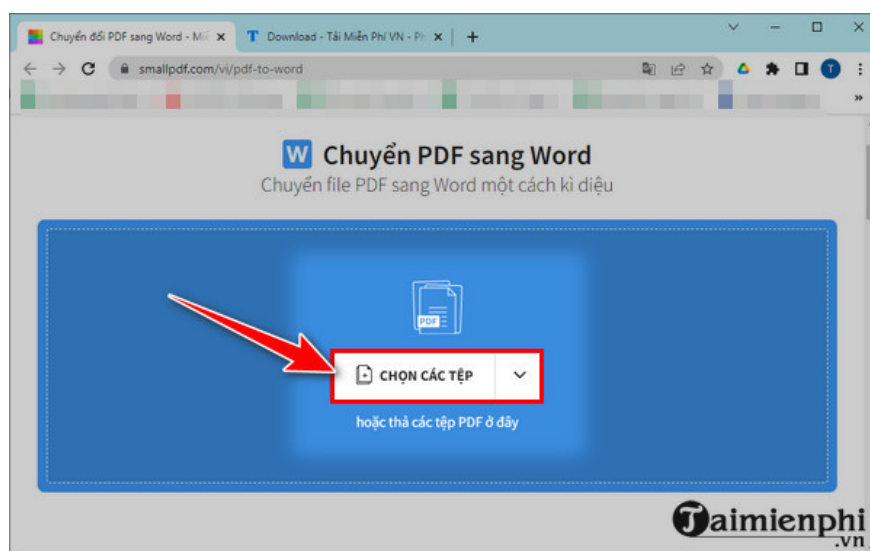 Chuyển đổi PDF sang Word - Mi
Download - Tải Miễn Phí VN - Ph
smallpdf.com/vi/pdf-to-word
T
W Chuyển PDF sang Word
Chuyển file PDF sang Word một cách kì diệu
PDF
CHỌN CÁC TỆP
hoặc thả các tệp PDF ở đây
Taimienphi
.vn